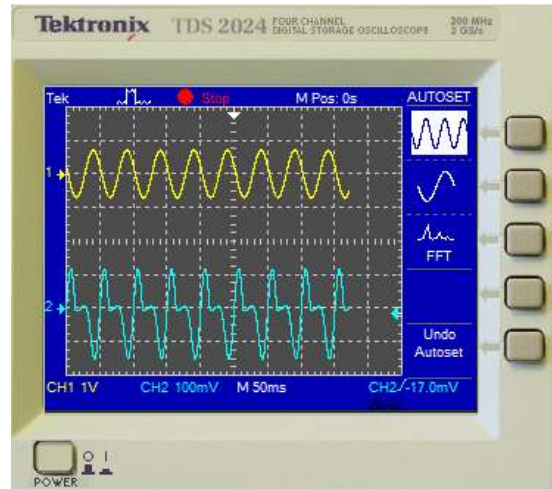 Tektronix TDS 2024 FOUR CHANNEL DIGITAL STORAGE OSCILLOSCOPE 200 MHz 2 GS/s
Tek Stop M Pos: 0s AUTOSET
1
FFT
2
Undo
Autoset
CH1 1V CH2 100mV M 50ms CH2/-17.0mV
POWER